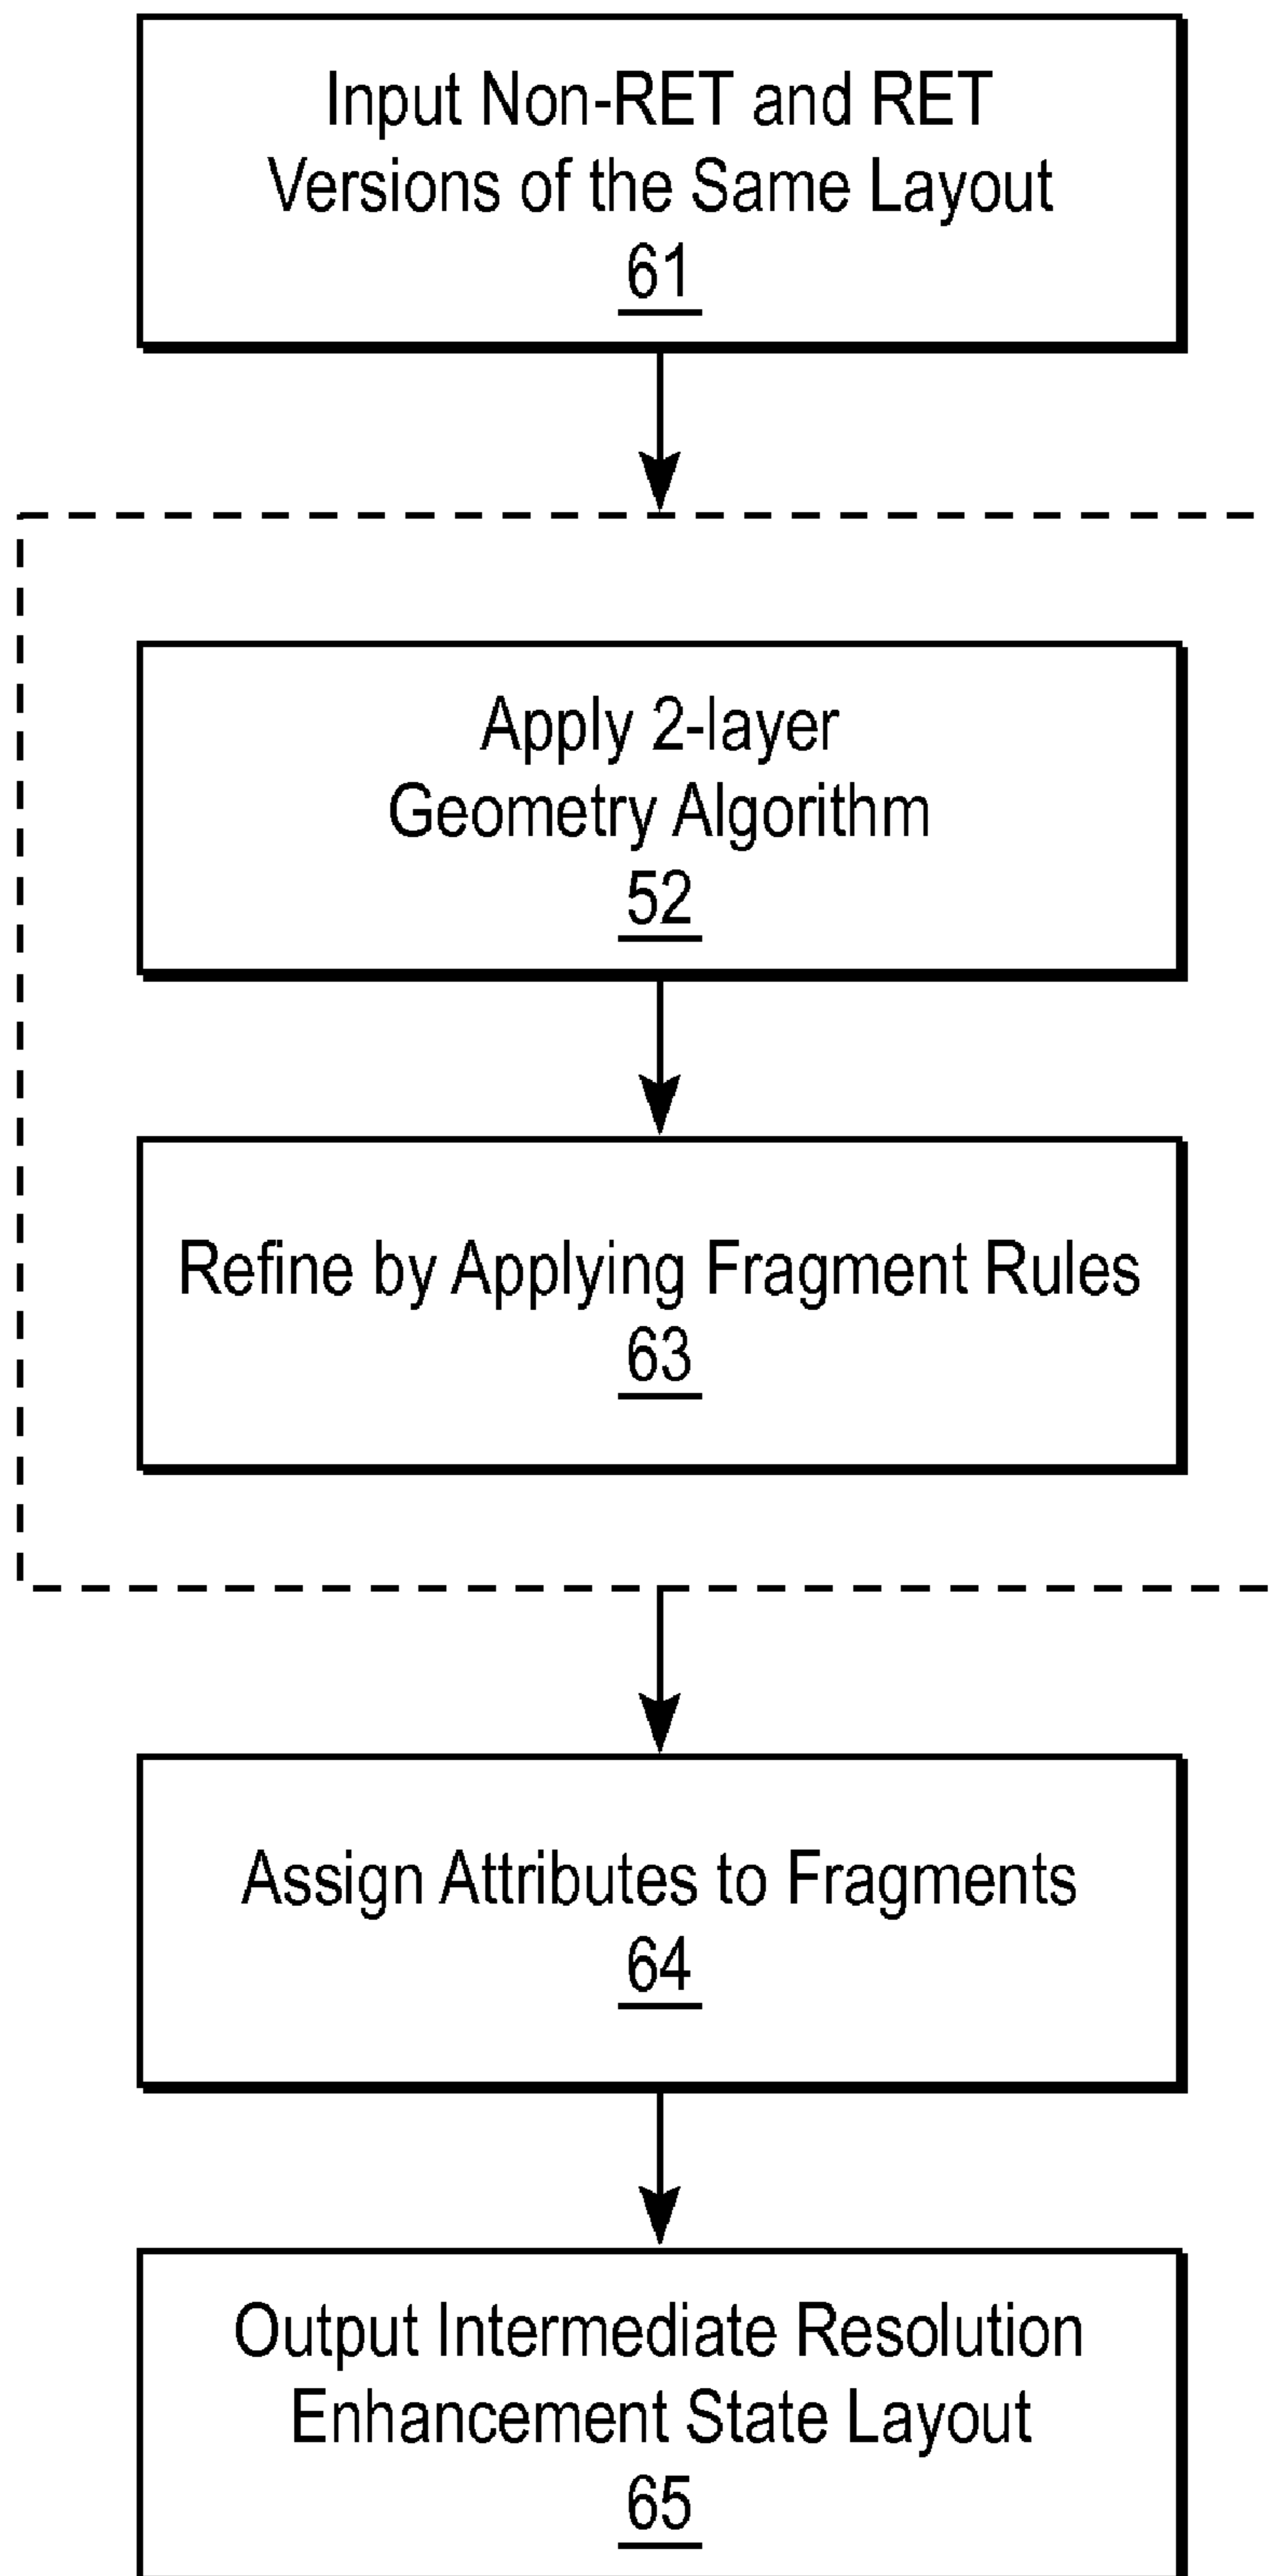 Input Non-RET and RET
Versions of the Same Layout
61
Apply 2-layer
Geometry Algorithm
52
Refine by Applying Fragment Rules
63
Assign Attributes to Fragments
64
Output Intermediate Resolution
Enhancement State Layout
65